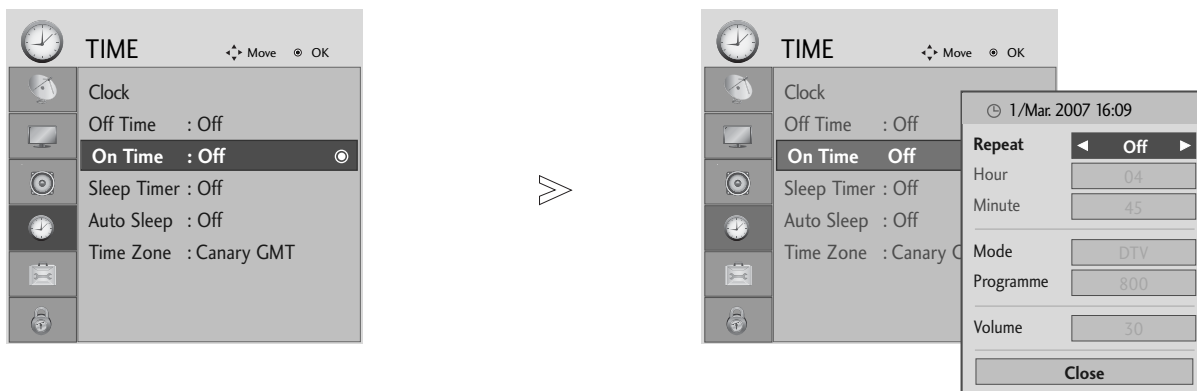 TIME
Move OK
Clock
Off Time : Off
On Time : Off
Sleep Timer : Off
Auto Sleep : Off
Time Zone : Canary GMT
TIME
Move OK
Clock
Off Time : Off
On Time Off
Sleep Timer : Off
Auto Sleep : Off
Time Zone : Canary G
1/Mar. 2007 16:09
Repeat ◄ Off ►
Hour 04
Minute 45
Mode DTV
Programme 800
Volume 30
Close